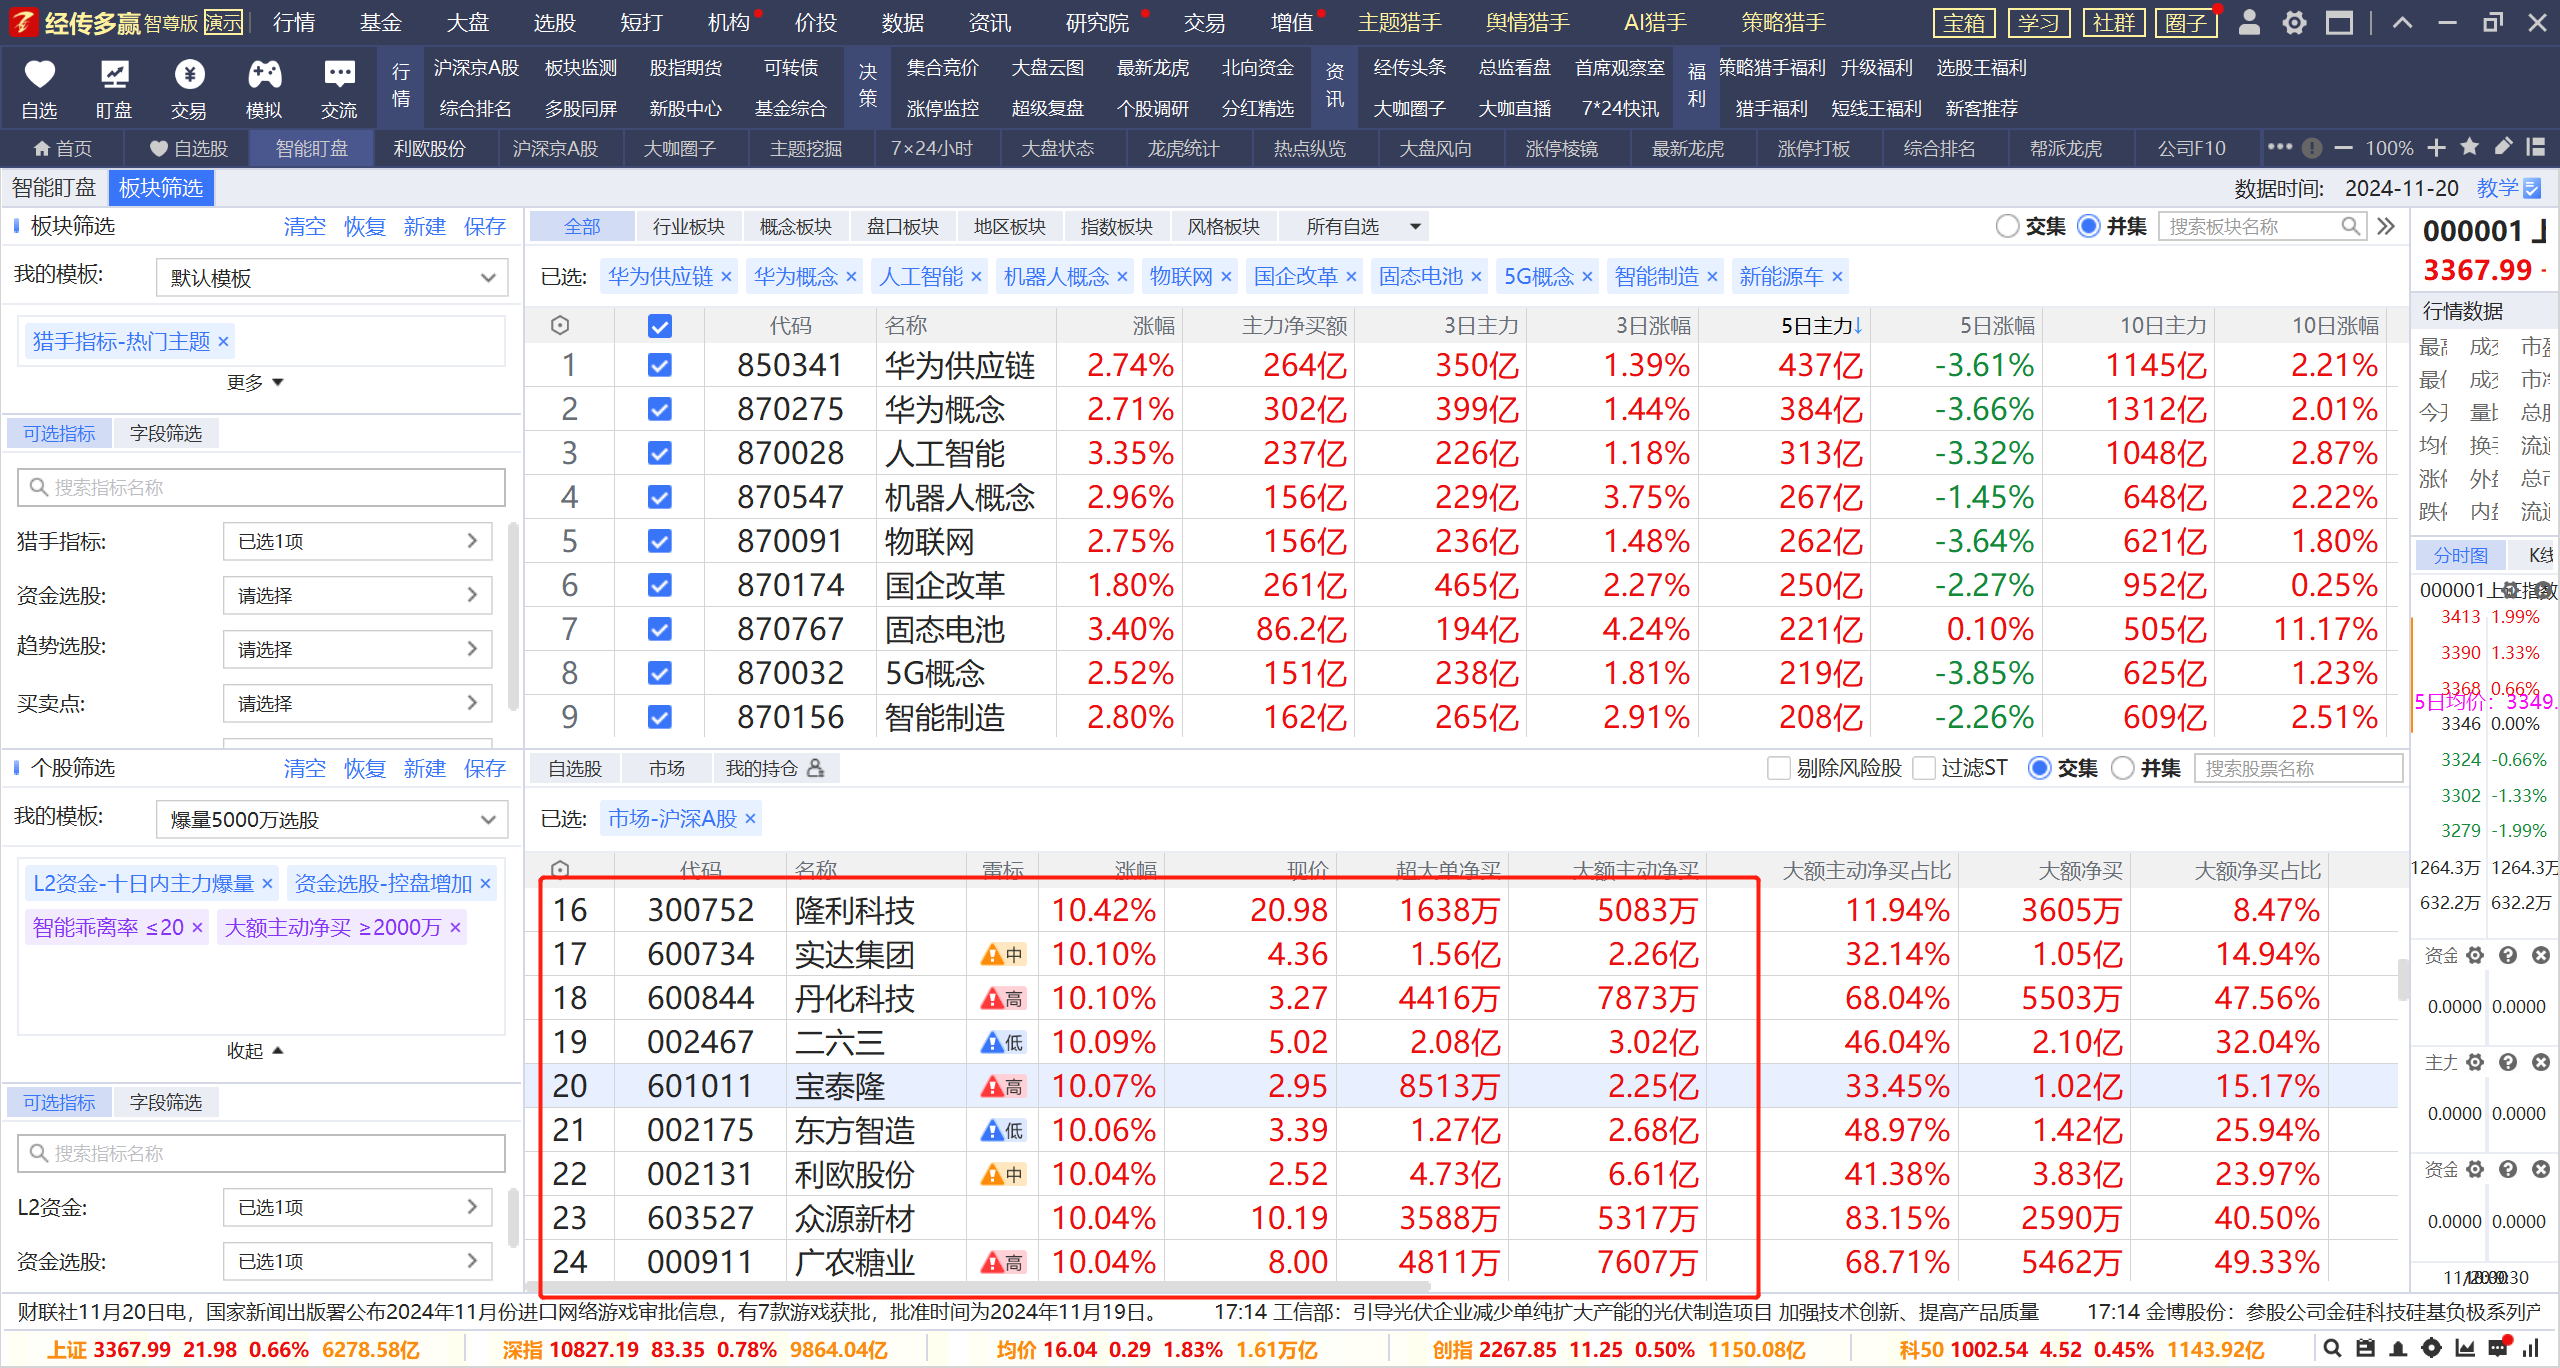 经传多赢 智尊版 演示 行情 基金 大盘 选股 短打 机构 价投 数据 资讯 研究院 交易 增值 主题猎手 舆情猎手 AI猎手 策略猎手 宝箱 学习 社群 圈子
自选 盯盘 交易 模拟 交流
行情 沪深京A股 板块监测 股指期货 可转债 决策 集合竞价 大盘云图 最新龙虎 北向资金 资讯 经传头条 总监看盘 首席观察室 福利 策略猎手福利 升级福利 选股王福利
综合排名 多股同屏 新股中心 基金综合 涨停监控 超级复盘 个股调研 分红精选 大咖圈子 大咖直播 7*24快讯 猎手福利 短线王福利 新客推荐
首页 自选股 智能盯盘 利欧股份 沪深京A股 大咖圈子 主题挖掘 7×24小时 大盘状态 龙虎统计 热点纵览 大盘风向 涨停棱镜 最新龙虎 涨停打板 综合排名 帮派龙虎 公司F10 100%
智能盯盘 板块筛选 数据时间: 2024-11-20 教学
板块筛选 清空 恢复 新建 保存
我的模板: 默认模板
猎手指标-热门主题 ×
更多
可选指标 字段筛选
搜索指标名称
猎手指标: 已选1项
资金选股: 请选择
趋势选股: 请选择
买卖点: 请选择
全部 行业板块 概念板块 盘口板块 地区板块 指数板块 风格板块 所有自选 交集 并集 搜索板块名称
已选: 华为供应链 × 华为概念 × 人工智能 × 机器人概念 × 物联网 × 国企改革 × 固态电池 × 5G概念 × 智能制造 × 新能源车 ×
代码 名称 涨幅 主力净买额 3日主力 3日涨幅 5日主力↓ 5日涨幅 10日主力 10日涨幅
1 850341 华为供应链 2.74% 264亿 350亿 1.39% 437亿 -3.61% 1145亿 2.21%
2 870275 华为概念 2.71% 302亿 399亿 1.44% 384亿 -3.66% 1312亿 2.01%
3 870028 人工智能 3.35% 237亿 226亿 1.18% 313亿 -3.32% 1048亿 2.87%
4 870547 机器人概念 2.96% 156亿 229亿 3.75% 267亿 -1.45% 648亿 2.22%
5 870091 物联网 2.75% 156亿 236亿 1.48% 262亿 -3.64% 621亿 1.80%
6 870174 国企改革 1.80% 261亿 465亿 2.27% 250亿 -2.27% 952亿 0.25%
7 870767 固态电池 3.40% 86.2亿 194亿 4.24% 221亿 0.10% 505亿 11.17%
8 870032 5G概念 2.52% 151亿 238亿 1.81% 219亿 -3.85% 625亿 1.23%
9 870156 智能制造 2.80% 162亿 265亿 2.91% 208亿 -2.26% 609亿 2.51%
个股筛选 清空 恢复 新建 保存
我的模板: 爆量5000万选股
L2资金-十日内主力爆量 × 资金选股-控盘增加 ×
智能乖离率 ≤20 × 大额主动净买 ≥2000万 ×
收起
可选指标 字段筛选
搜索指标名称
L2资金: 已选1项
资金选股: 已选1项
自选股 市场 我的持仓 剔除风险股 过滤ST 交集 并集 搜索股票名称
已选: 市场-沪深A股 ×
代码 名称 雷标 涨幅 现价 超大单净买 大额主动净买 大额主动净买占比 大额净买 大额净买占比
16 300752 隆利科技 10.42% 20.98 1638万 5083万 11.94% 3605万 8.47%
17 600734 实达集团 中 10.10% 4.36 1.56亿 2.26亿 32.14% 1.05亿 14.94%
18 600844 丹化科技 高 10.10% 3.27 4416万 7873万 68.04% 5503万 47.56%
19 002467 二六三 低 10.09% 5.02 2.08亿 3.02亿 46.04% 2.10亿 32.04%
20 601011 宝泰隆 高 10.07% 2.95 8513万 2.25亿 33.45% 1.02亿 15.17%
21 002175 东方智造 低 10.06% 3.39 1.27亿 2.68亿 48.97% 1.42亿 25.94%
22 002131 利欧股份 中 10.04% 2.52 4.73亿 6.61亿 41.38% 3.83亿 23.97%
23 603527 众源新材 10.04% 10.19 3588万 5317万 83.15% 2590万 40.50%
24 000911 广农糖业 高 10.04% 8.00 4811万 7607万 68.71% 5462万 49.33%
000001
3367.99
行情数据
分时图 K线
000001上证指数
3413 1.99%
3390 1.33%
3368 0.66%
5日均价: 3349.
3346 0.00%
3324 -0.66%
3302 -1.33%
3279 -1.99%
1264.3万 1264.3万
632.2万 632.2万
资金
0.0000 0.0000
主力
0.0000 0.0000
资金
0.0000 0.0000
财联社11月20日电，国家新闻出版署公布2024年11月份进口网络游戏审批信息，有7款游戏获批，批准时间为2024年11月19日。 17:14 工信部：引导光伏企业减少单纯扩大产能的光伏制造项目 加强技术创新、提高产品质量 17:14 金博股份：参股公司金硅科技硅基负极系列产
上证 3367.99 21.98 0.66% 6278.58亿 深指 10827.19 83.35 0.78% 9864.04亿 均价 16.04 0.29 1.83% 1.61万亿 创指 2267.85 11.25 0.50% 1150.08亿 科50 1002.54 4.52 0.45% 1143.92亿